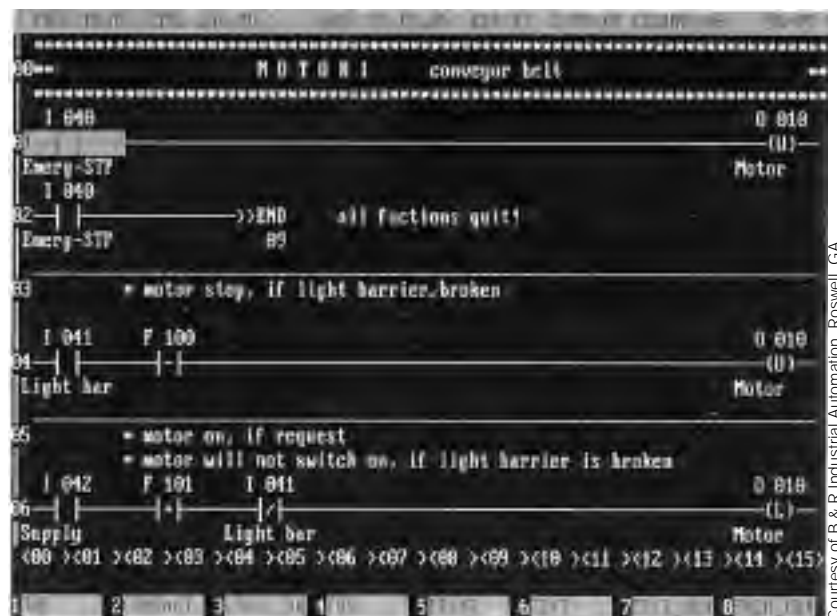 00 M O T O R 1 conveyor belt
I 040 O 010
(U)
Emerg-STP Motor
I 040
02 >>END all fuctions quit!
Emerg-STP 09
03 * motor stop, if light barrier broken
I 041 F 100 O 010
04 (U)
Light bar Motor
05 * motor on, if request
* motor will not switch on, if light barrier is broken
I 042 F 101 I 041 O 010
06 (L)
Supply Light bar Motor
<00 ><01 ><02 ><03 ><04 ><05 ><06 ><07 ><08 ><09 ><10 ><11 ><12 ><13 ><14 ><15>
1 2 3 4 5 6 7 8
Courtesy of B & R Industrial Automation, Roswell, GA